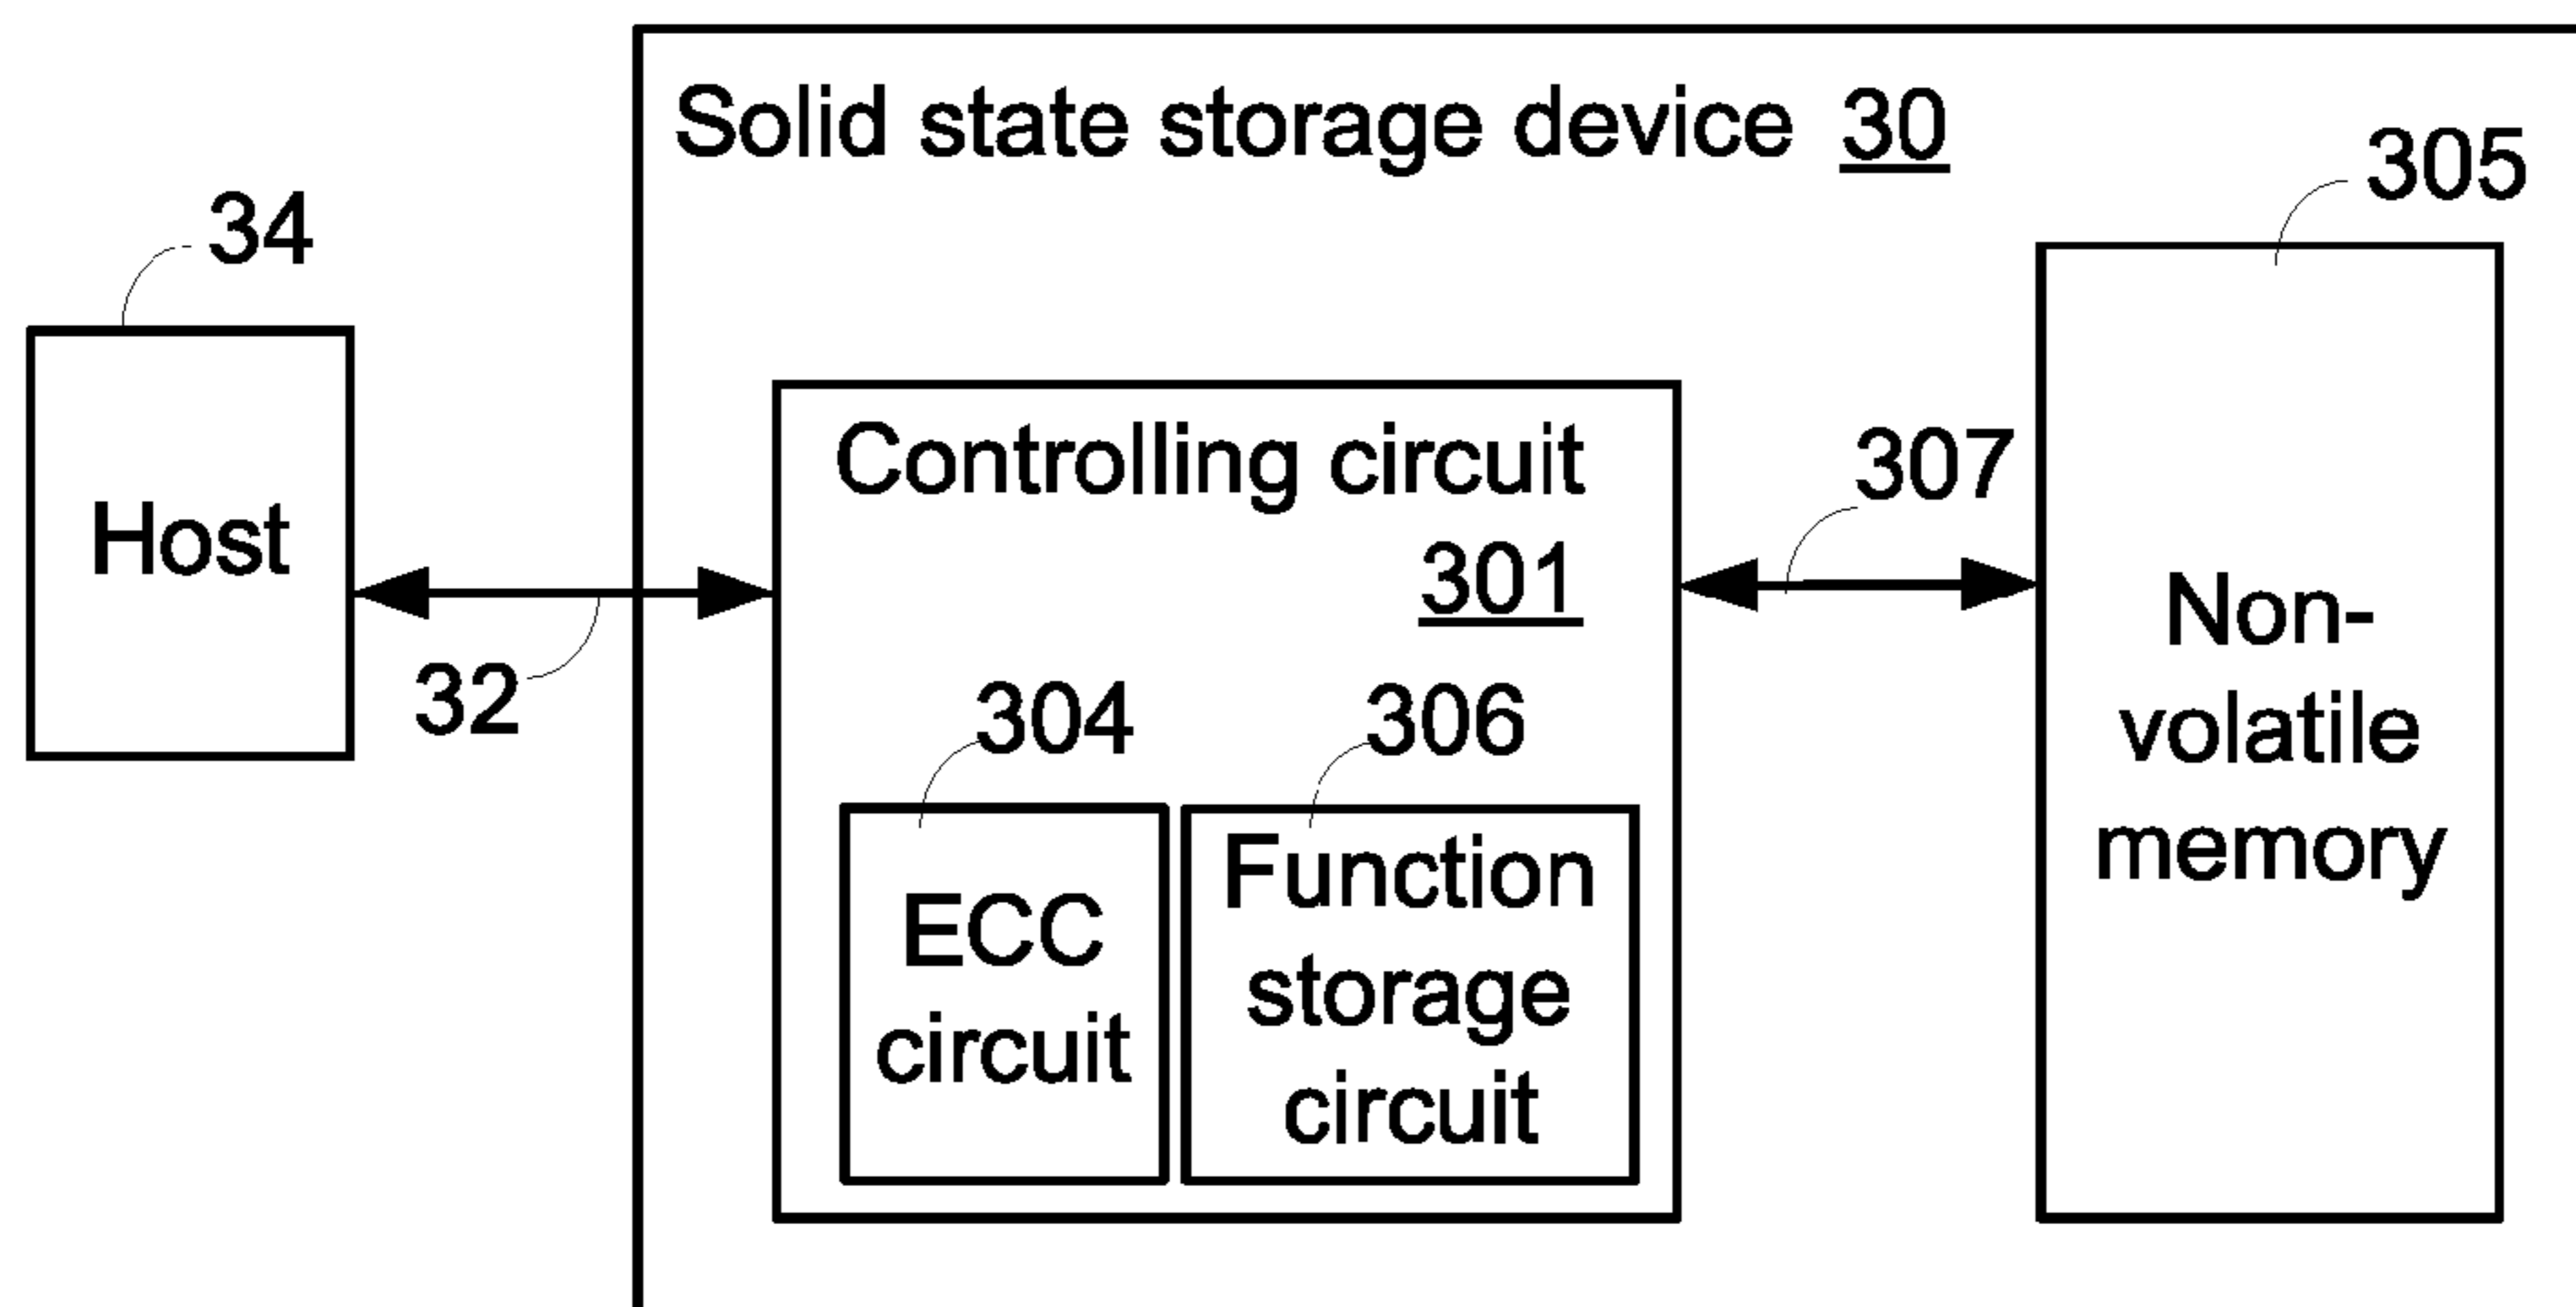 Solid state storage device 30
305
34
Host
32
Controlling circuit
301
307
304
306
ECC
circuit
Function
storage
circuit
Non-
volatile
memory